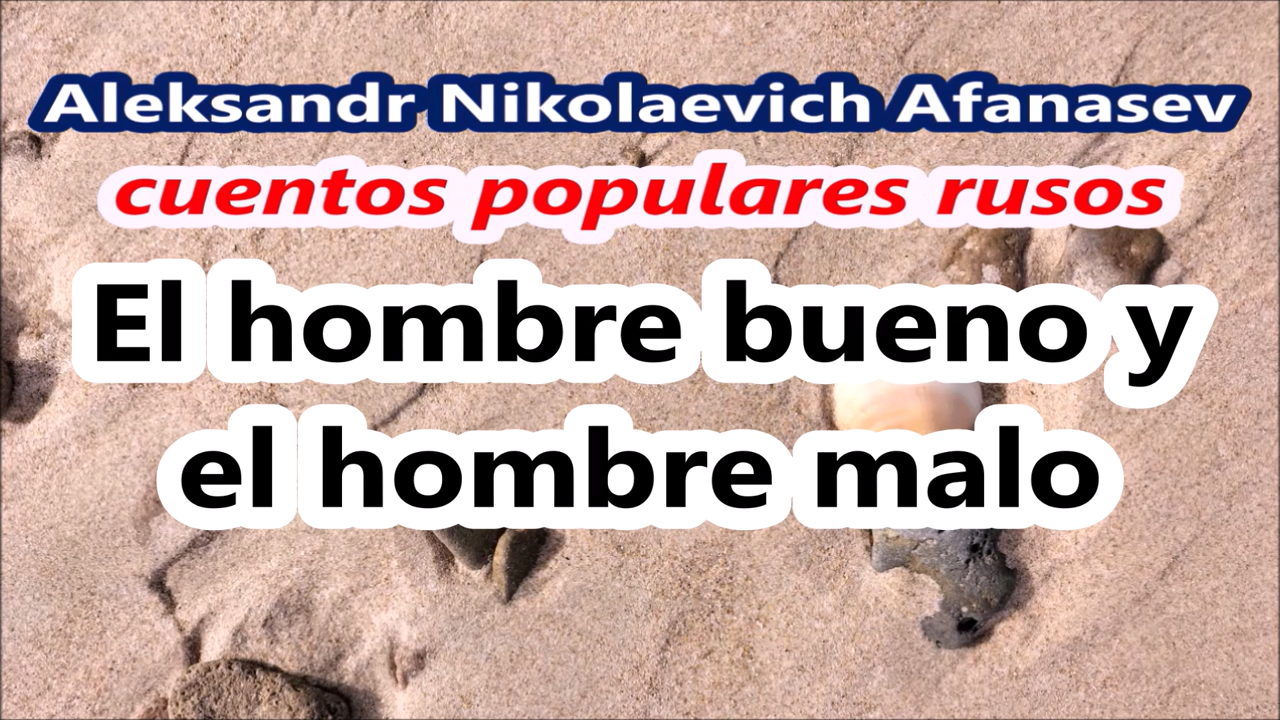 Aleksandr Nikolaevich Afanasev
cuentos populares rusos
El hombre bueno y
el hombre malo